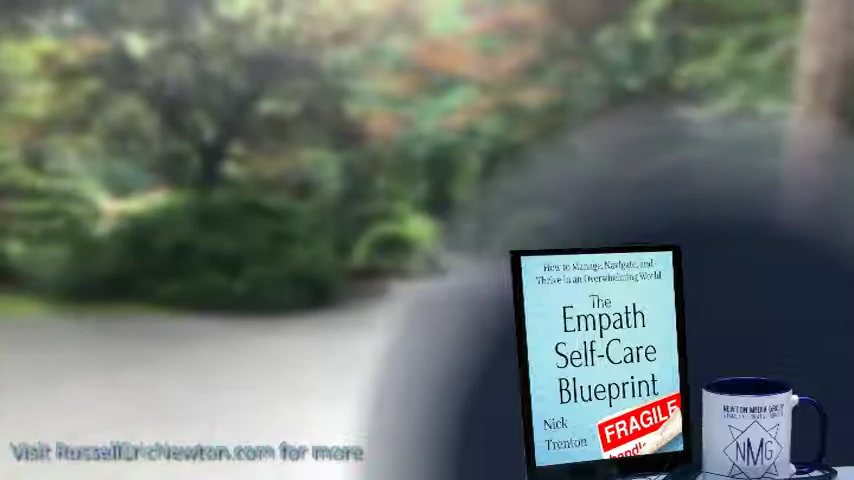 How to Manage, Navigate, and
Thrive in an Overwhelming World
The
Empath
Self-Care
Blueprint
Nick
Trenton
FRAGILE
handl
NEWTON MEDIA GROUP
NMG
Visit RussellEricNewton.com for more